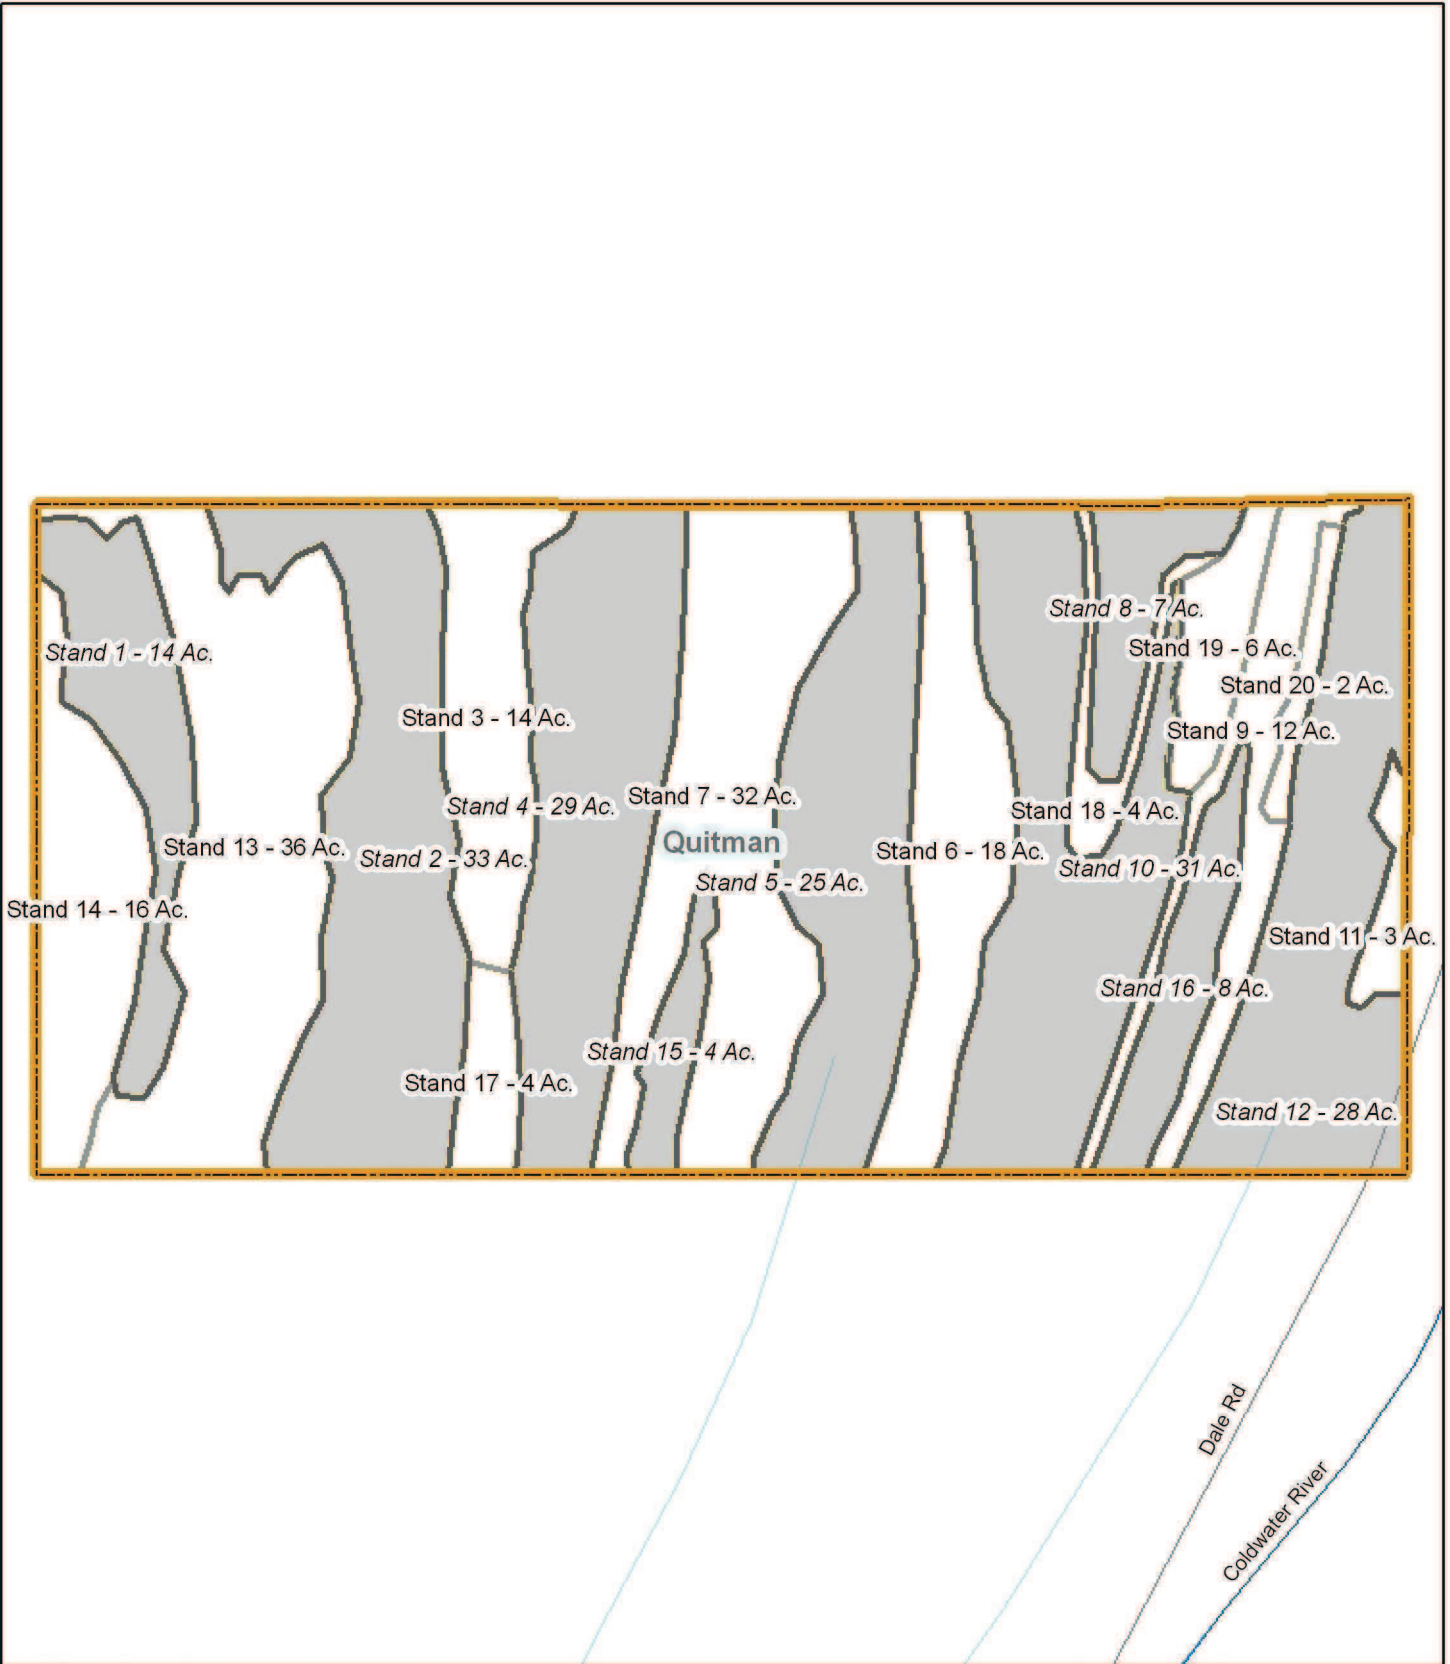 Stand 8 - 7 Ac.
Stand 19 - 6 Ac.
Stand 1 - 14 Ac.
Stand 20 - 2 Ac.
Stand 3 - 14 Ac.
Stand 9 - 12 Ac.
Stand 7 - 32 Ac.
Stand 4 - 29 Ac.
Stand 18 - 4 Ac.
Quitman
Stand 13 - 36 Ac.
Stand 2 - 33 Ac.
Stand 6 - 18 Ac.
Stand 10 - 31 Ac.
Stand 5 - 25 Ac.
Stand 14 - 16 Ac.
Stand 11 - 3 Ac.
Stand 16 - 8 Ac.
Stand 15 - 4 Ac.
Stand 17 - 4 Ac.
Stand 12 - 28 Ac.
Dale Rd
Coldwater River